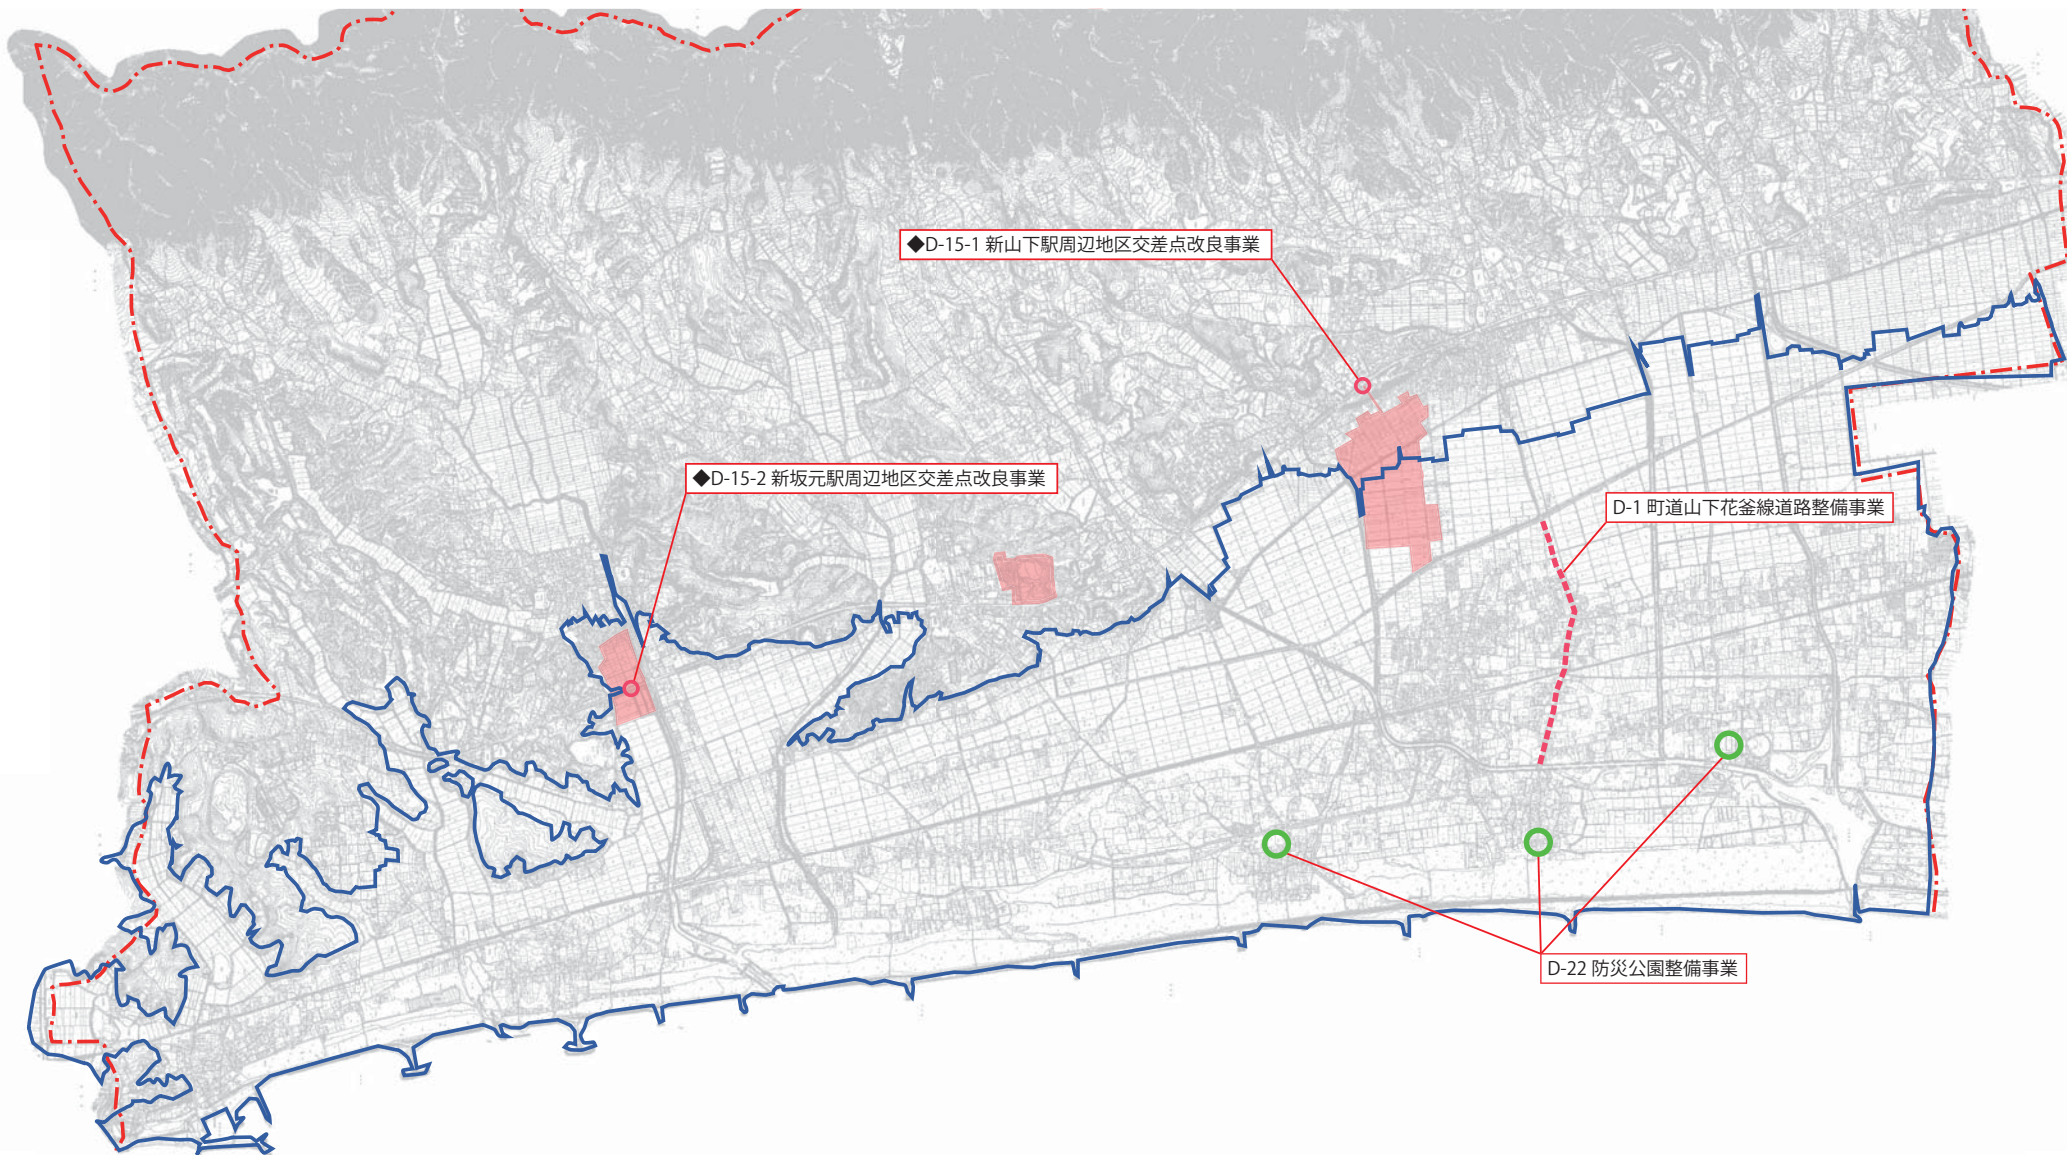 ◆D-15-1 新山下駅周辺地区交差点改良事業
◆D-15-2 新坂元駅周辺地区交差点改良事業
D-1 町道山下花釜線道路整備事業
D-22 防災公園整備事業